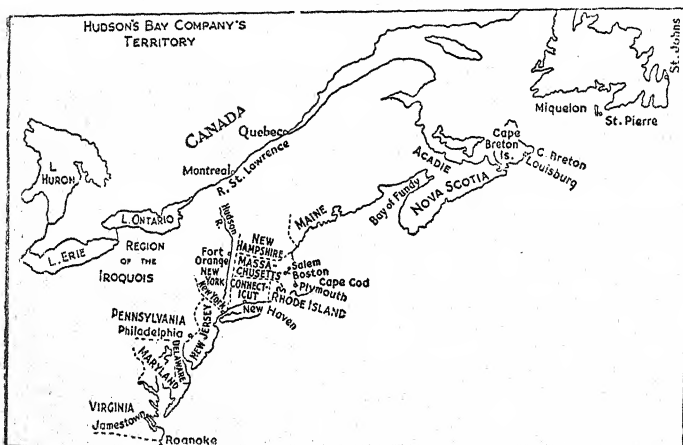 HUDSON'S BAY COMPANY'S
TERRITORY
St. Johns
Miquelon
St. Pierre
CANADA
Quebec
Montreal
R. St. Lawrence
Cape
Breton
Is.
C. Breton
Louisburg
ACADIE
Bay of Fundy
NOVA SCOTIA
L.
HURON
L. ONTARIO
L. ERIE
REGION
OF THE
IROQUOIS
Hudson
R.
MAINE
NEW
HAMPSHIRE
Fort
Orange
NEW
YORK
MASSA-
CHUSETTS
Salem
Boston
Cape Cod
Plymouth
CONNECT-
ICUT
RHODE ISLAND
New York
New Haven
PENNSYLVANIA
Philadelphia
NEW JERSEY
DELAWARE
MARYLAND
VIRGINIA
Jamestown
Roanoke